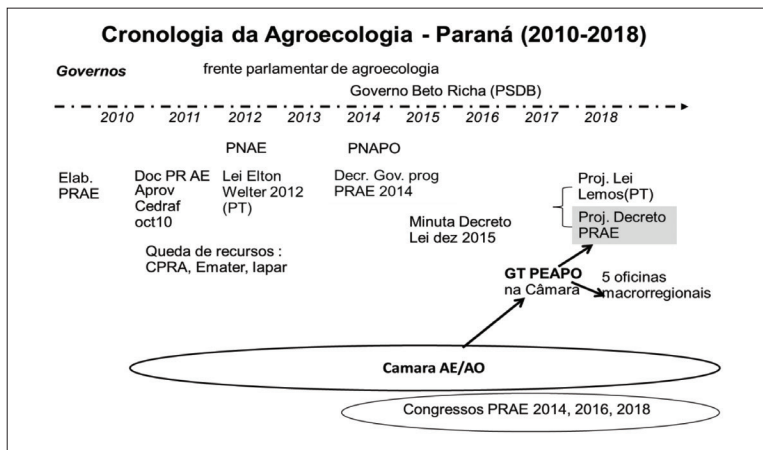 Cronologia da Agroecologia - Paraná (2010-2018)
Governos
frente parlamentar de agroecologia
Governo Beto Richa (PSDB)
2010 2011 2012 2013 2014 2015 2016 2017 2018
PNAE
PNAPO
Elab.
PRAE
Doc PR AE
Aprov
Cedraf
oct10
Lei Elton
Welter 2012
(PT)
Decr. Gov. prog
PRAE 2014
Proj. Lei
Lemos(PT)
Proj. Decreto
PRAE
Minuta Decreto
Lei dez 2015
Queda de recursos :
CPRA, Emater, Iapar
GT PEAPO
na Câmara
5 oficinas
macrorregionais
Camara AE/AO
Congressos PRAE 2014, 2016, 2018